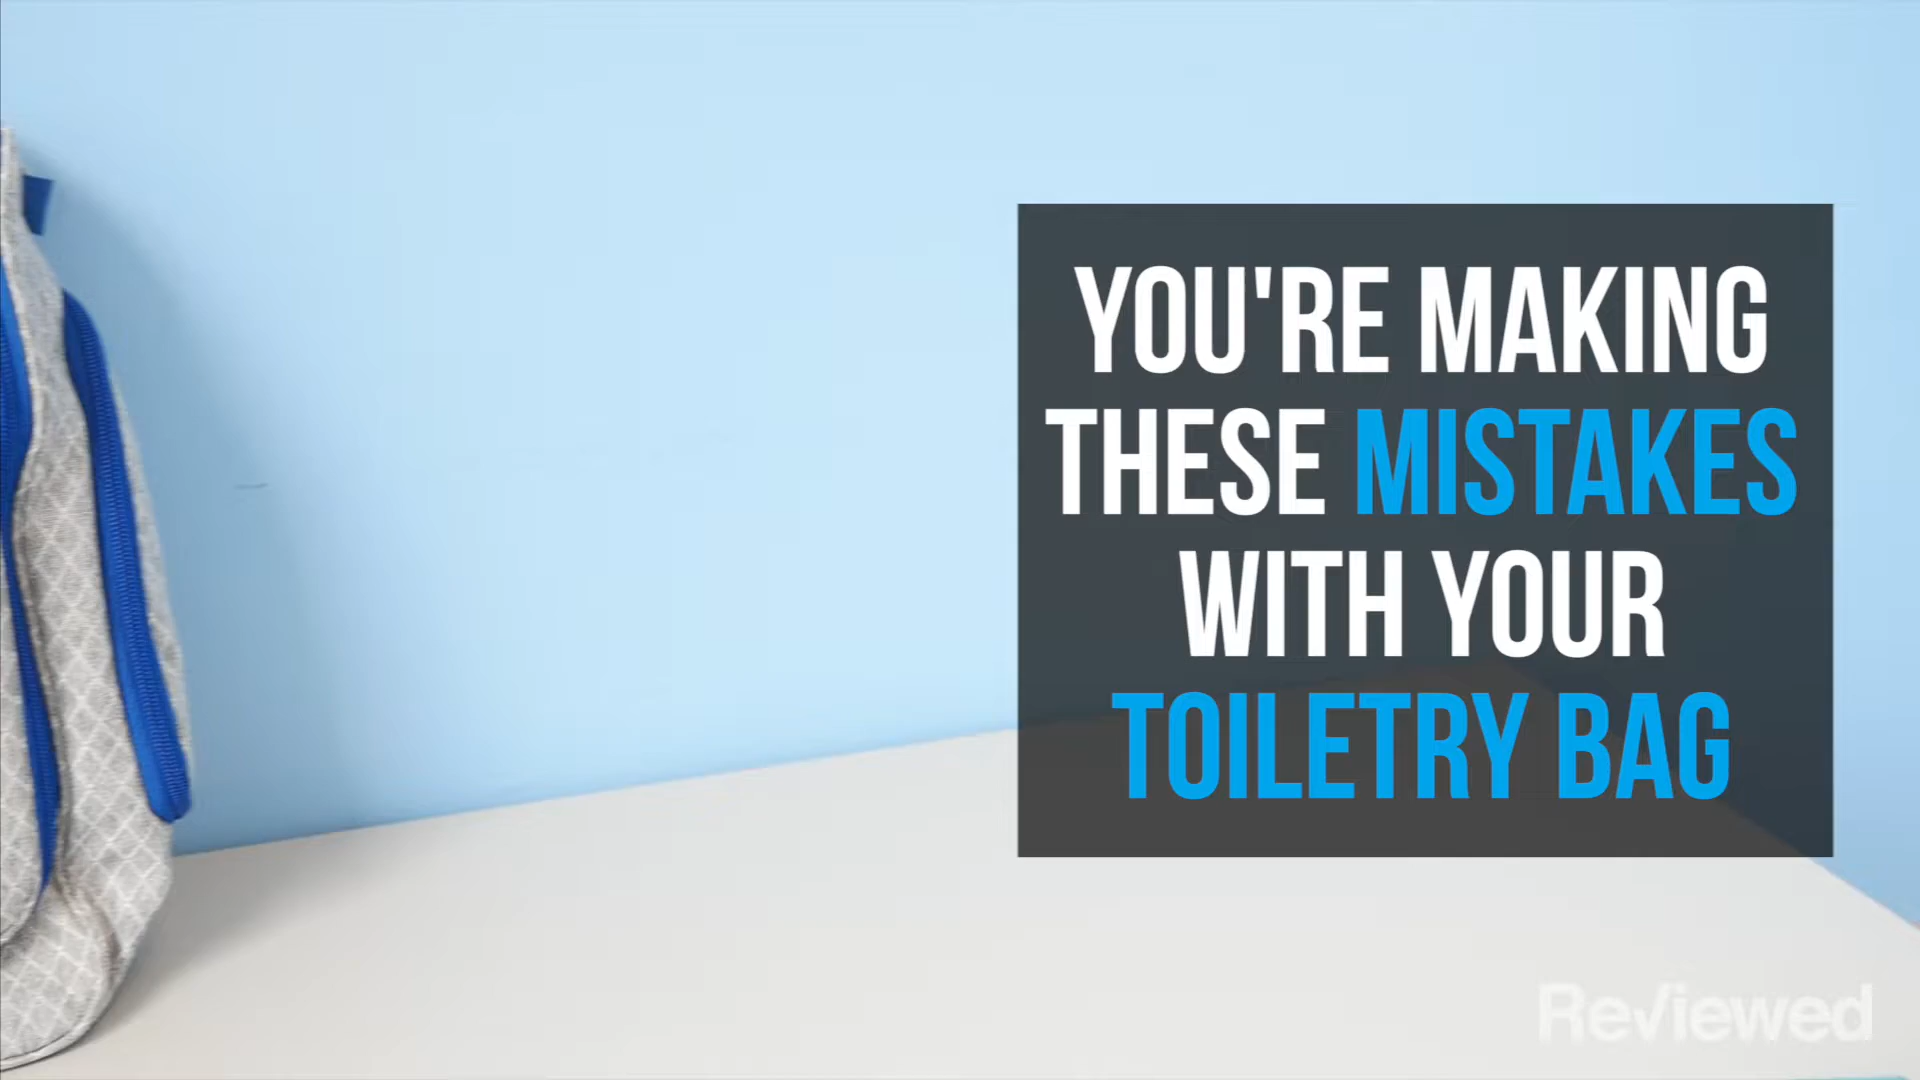 YOU'RE MAKING
THESE MISTAKES
WITH YOUR
TOILETRY BAG
Reviewed